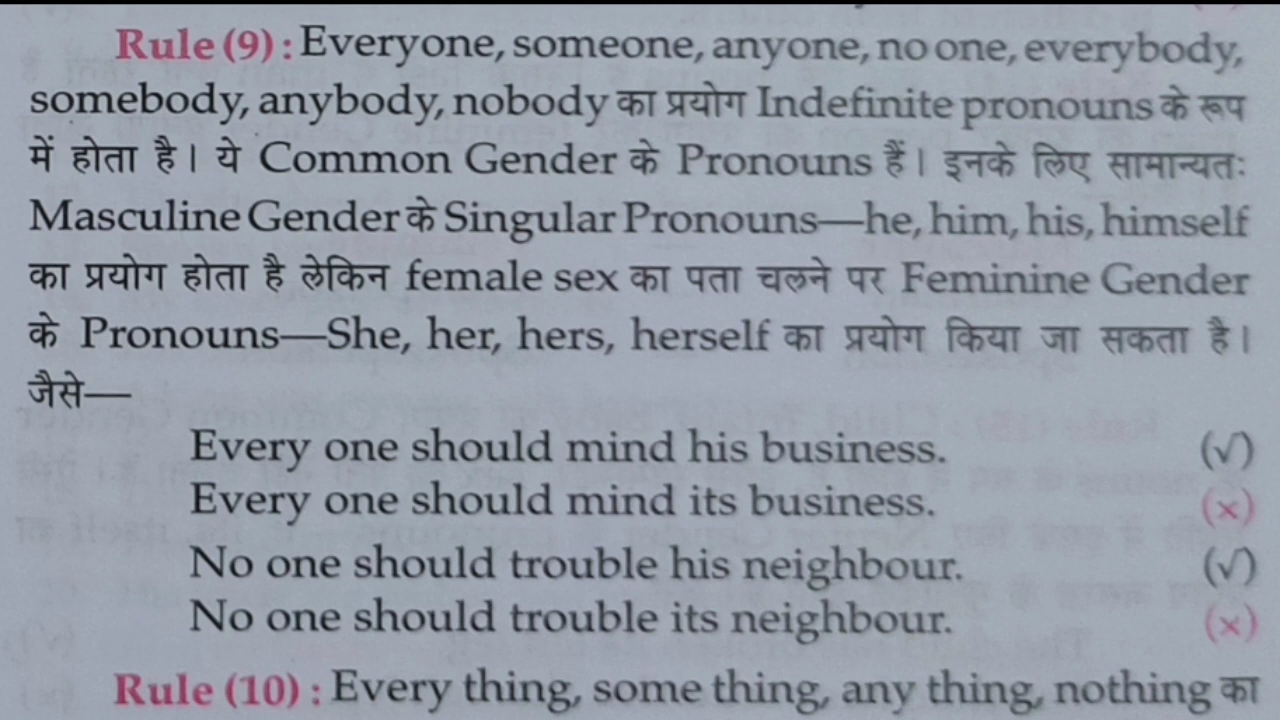 Rule (9) : Everyone, someone, anyone, no one, everybody,
somebody, anybody, nobody का प्रयोग Indefinite pronouns के रूप
में होता है। ये Common Gender के Pronouns हैं। इनके लिए सामान्यतः
Masculine Gender के Singular Pronouns—he, him, his, himself
का प्रयोग होता है लेकिन female sex का पता चलने पर Feminine Gender
के Pronouns—She, her, hers, herself का प्रयोग किया जा सकता है।
जैसे—
Every one should mind his business. (√)
Every one should mind its business. (×)
No one should trouble his neighbour. (√)
No one should trouble its neighbour. (×)
Rule (10) : Every thing, some thing, any thing, nothing का